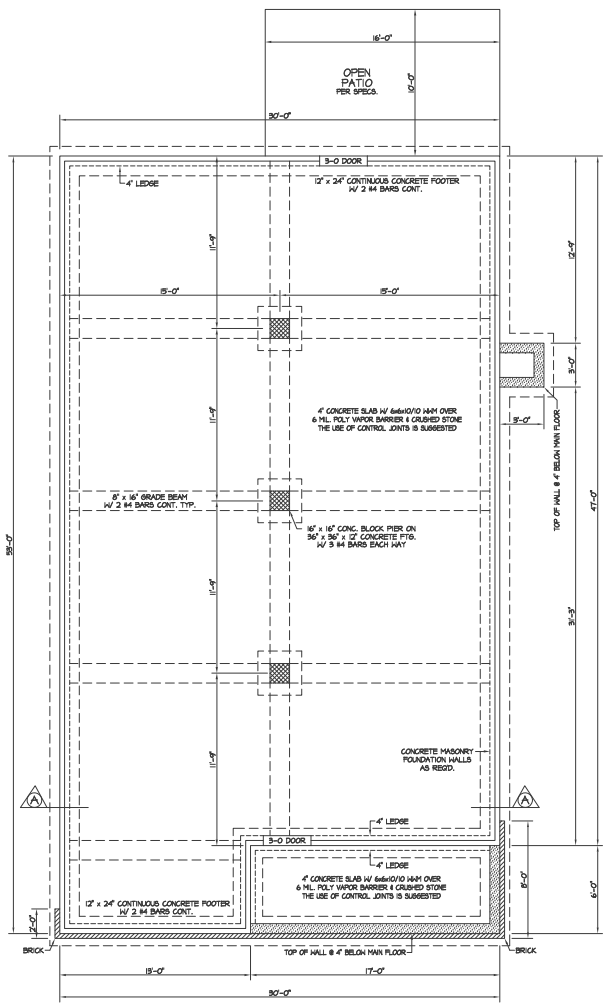 16'-0"
OPEN
PATIO
PER SPECS.
10'-0"
30'-0"
3-0 DOOR
4" LEDGE
12" x 24" CONTINUOUS CONCRETE FOOTER
W/ 2 #4 BARS CONT.
11'-9"
12'-9"
15'-0"
15'-0"
3'-0"
3'-0"
4" CONCRETE SLAB W/ 6x6x10/10 WWM OVER
6 MIL. POLY VAPOR BARRIER & CRUSHED STONE
THE USE OF CONTROL JOINTS IS SUGGESTED
11'-9"
TOP OF WALL @ 4" BELOW MAIN FLOOR
47'-0"
8" x 16" GRADE BEAM
W/ 2 #4 BARS CONT. TYP.
16" x 16" CONC. BLOCK PIER ON
36" x 36" x 12" CONCRETE FTG.
W/ 3 #4 BARS EACH WAY
53'-0"
11'-9"
31'-3"
11'-9"
CONCRETE MASONRY
FOUNDATION WALLS
AS REQ'D.
A
A
4" LEDGE
3-0 DOOR
4" LEDGE
4" CONCRETE SLAB W/ 6x6x10/10 WWM OVER
6 MIL. POLY VAPOR BARRIER & CRUSHED STONE
THE USE OF CONTROL JOINTS IS SUGGESTED
8'-0"
6'-0"
12" x 24" CONTINUOUS CONCRETE FOOTER
W/ 2 #4 BARS CONT.
2'-0"
BRICK
TOP OF WALL @ 4" BELOW MAIN FLOOR
BRICK
13'-0"
17'-0"
30'-0"